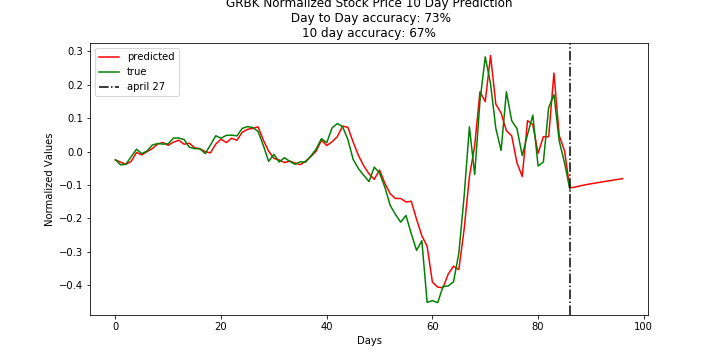 GRBK Normalized Stock Price 10 Day Prediction
Day to Day accuracy: 73%
10 day accuracy: 67%
predicted
true
april 27
0.3
0.2
0.1
0.0
−0.1
−0.2
−0.3
−0.4
Normalized Values
0 20 40 60 80 100
Days